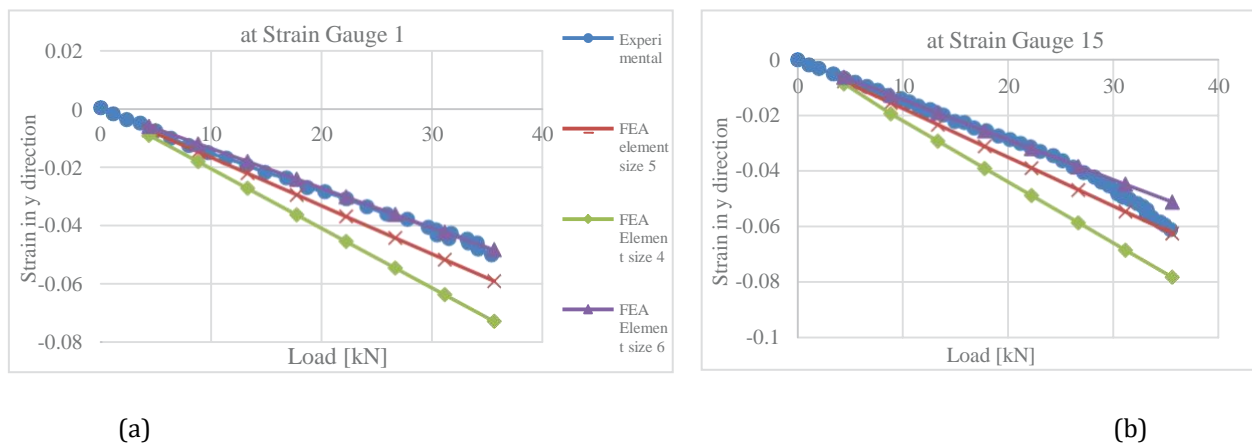 at Strain Gauge 1
0.02
0
-0.02
-0.04
-0.06
-0.08
0
10
20
30
40
Strain in y direction
Load [kN]
Experi
mental
FEA
element
size 5
FEA
Elemen
t size 4
FEA
Elemen
t size 6
(a)
at Strain Gauge 15
0
-0.02
-0.04
-0.06
-0.08
-0.1
0
10
20
30
40
Strain in y direction
Load [kN]
(b)